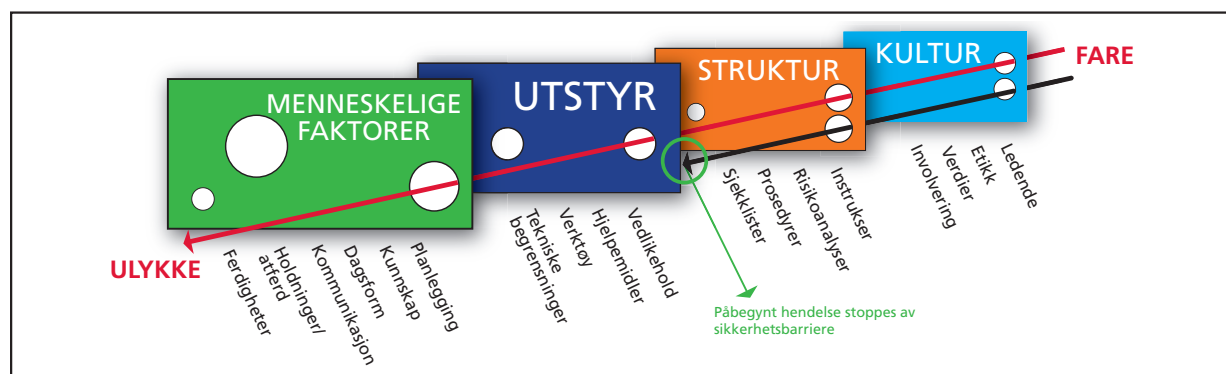 MENNESKELIGE
FAKTORER
UTSTYR
STRUKTUR
KULTUR
FARE
ULYKKE
Ferdigheter
Holdninger/
atferd
Kommunikasjon
Dagsform
Kunnskap
Planlegging
Tekniske
begrensninger
Verktøy
Hjelpemidler
Vedlikehold
Sjekklister
Prosedyrer
Risikoanalyser
Instrukser
Involvering
Verdier
Etikk
Ledende
Påbegynt hendelse stoppes av
sikkerhetsbarriere